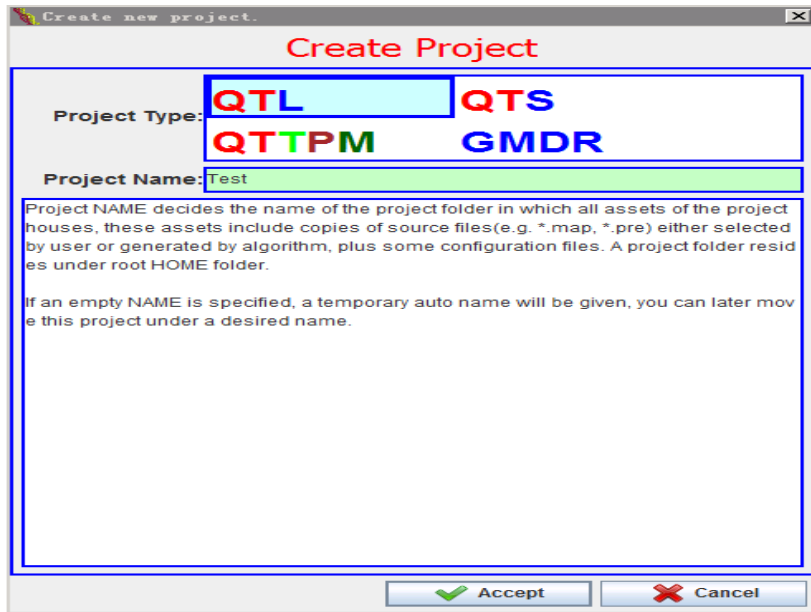 Create new project.
Create Project
Project Type:
QTL QTS
QTTPM GMDR
Project Name: Test
Project NAME decides the name of the project folder in which all assets of the project
houses, these assets include copies of source files(e.g. *.map, *.pre) either selected
by user or generated by algorithm, plus some configuration files. A project folder resid
es under root HOME folder.
If an empty NAME is specified, a temporary auto name will be given, you can later mov
e this project under a desired name.
Accept Cancel